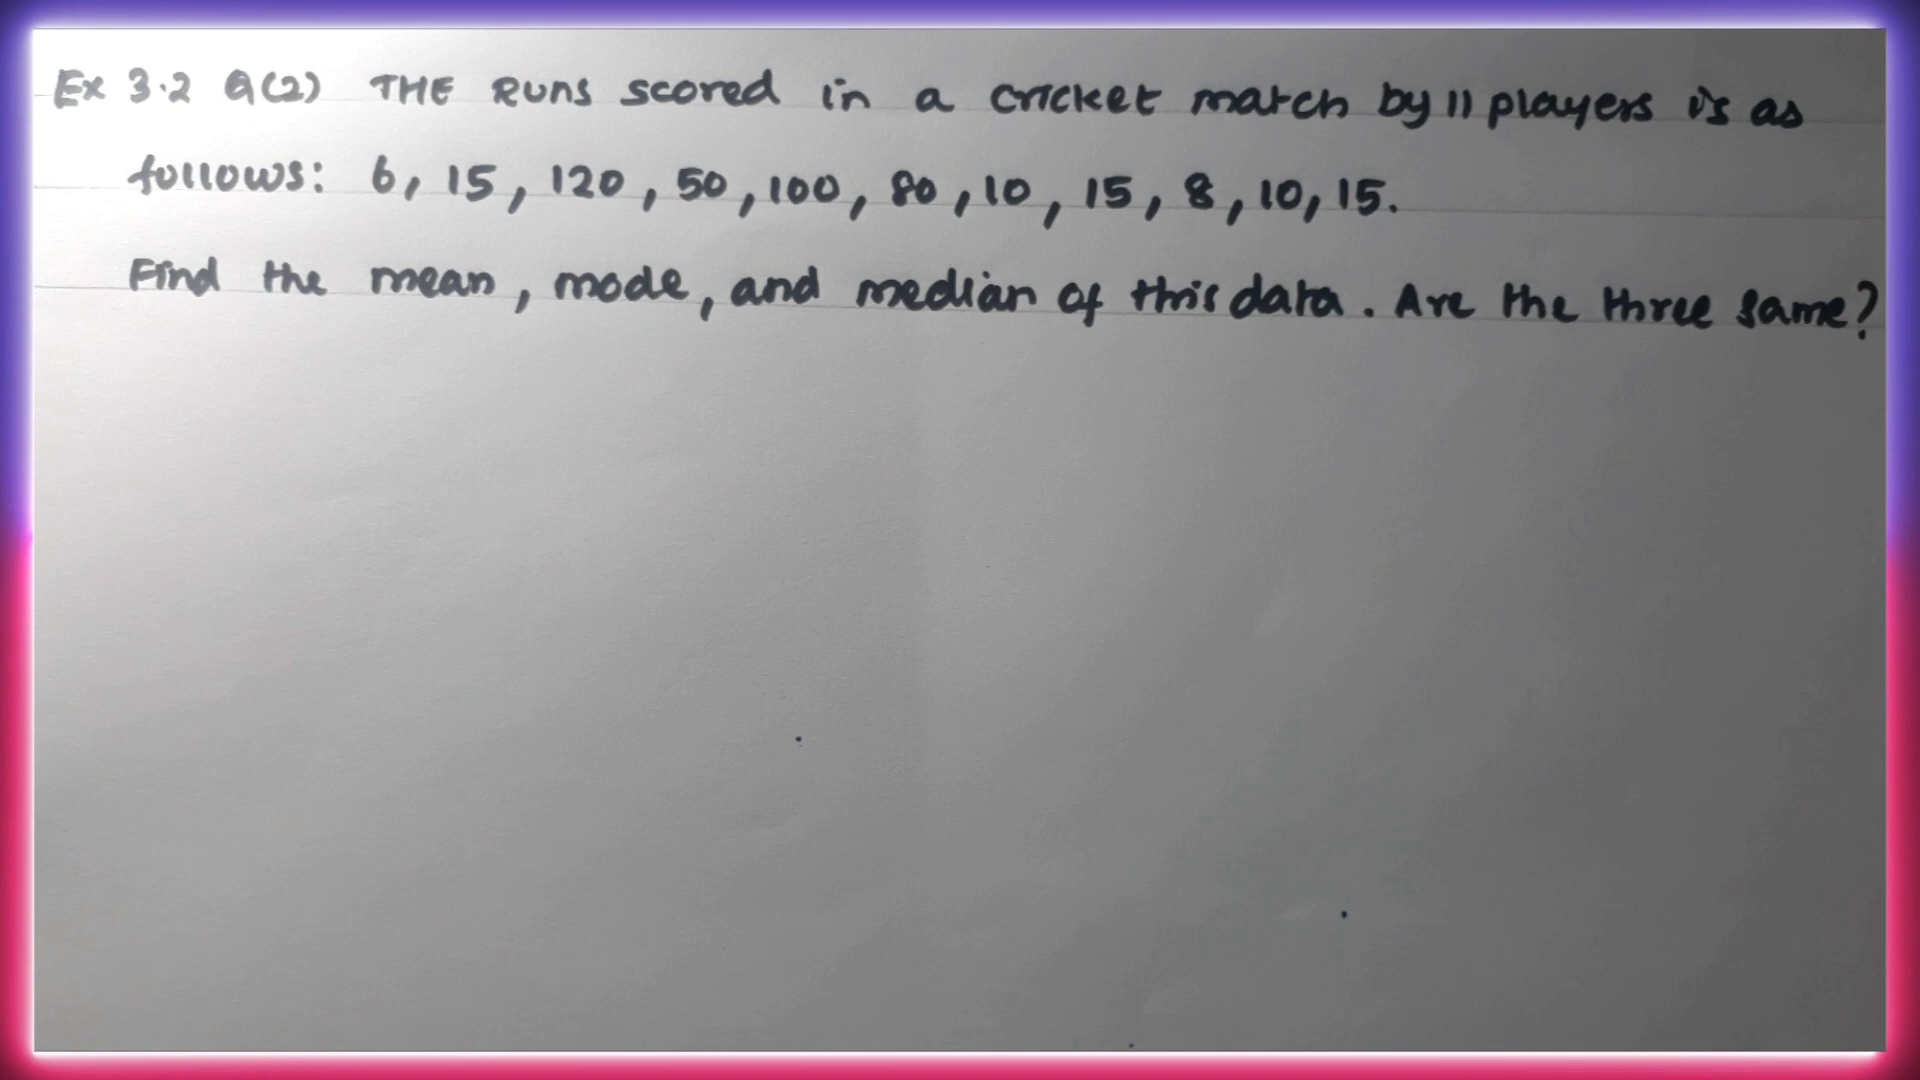 Ex 3.2 Q(2) THE RUNS scored in a cricket match by 11 players is as
follows: 6, 15, 120, 50, 100, 80, 10, 15, 8, 10, 15.
Find the mean, mode, and median of this data. Are the three same?